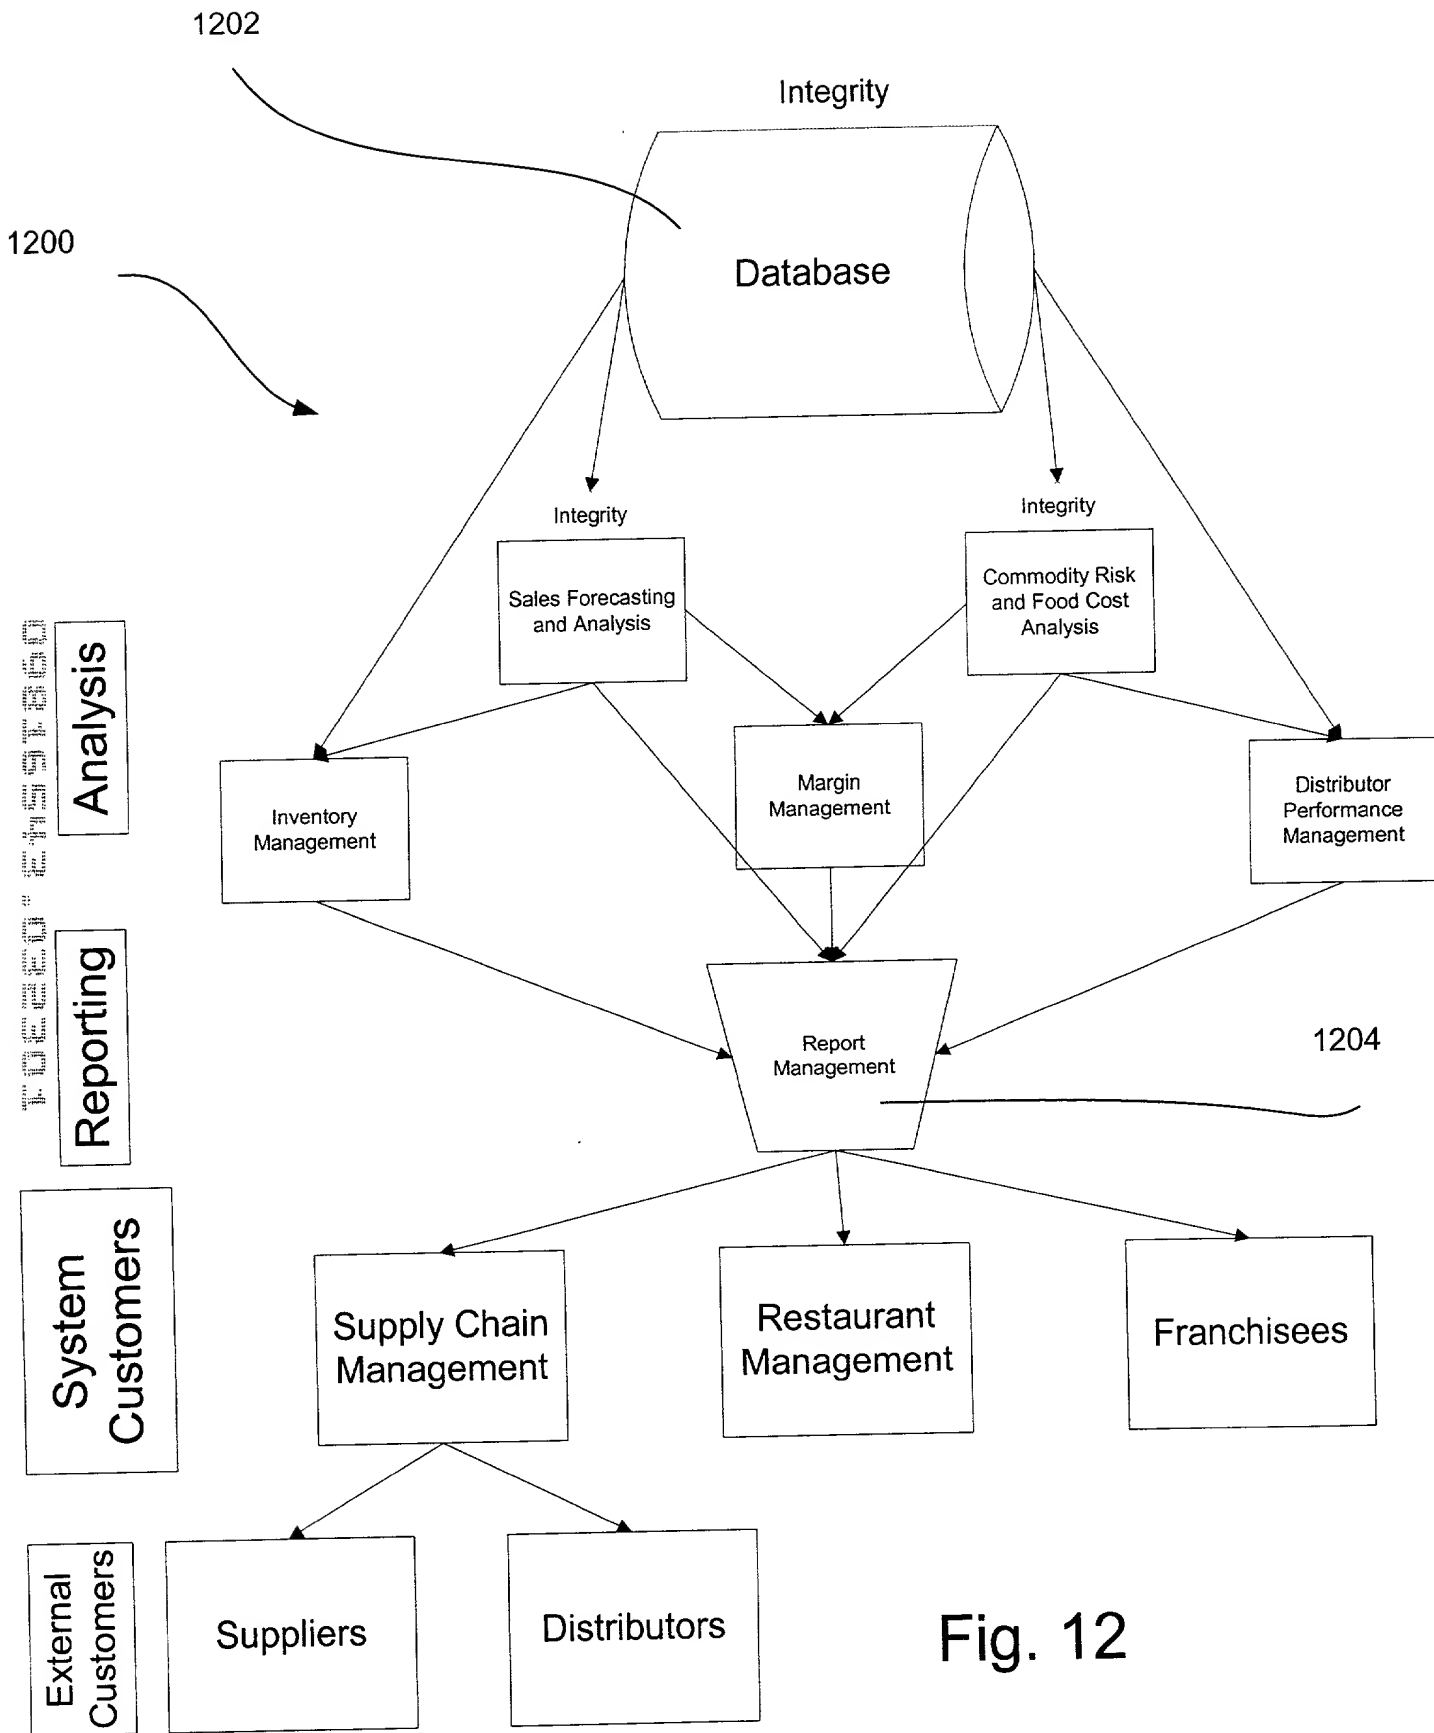 1202
Integrity
1200
Database
Integrity
Integrity
Sales Forecasting
and Analysis
Commodity Risk
and Food Cost
Analysis
Analysis
Inventory
Management
Margin
Management
Distributor
Performance
Management
Reporting
Report
Management
1204
System
Customers
Supply Chain
Management
Restaurant
Management
Franchisees
External
Customers
Suppliers
Distributors
Fig. 12